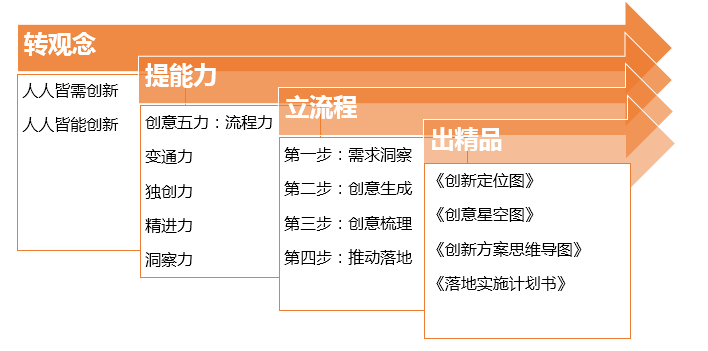 转观念
人人皆需创新
人人皆能创新
提能力
创意五力：流程力
变通力
独创力
精进力
洞察力
立流程
第一步：需求洞察
第二步：创意生成
第三步：创意梳理
第四步：推动落地
出精品
《创新定位图》
《创意星空图》
《创新方案思维导图》
《落地实施计划书》